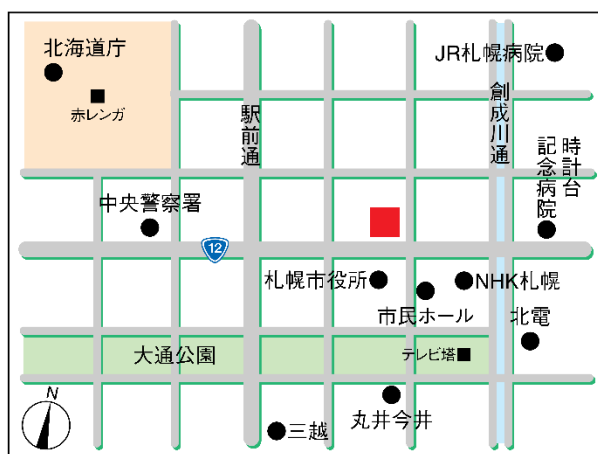 北海道庁
赤レンガ
駅前通
創成川通
JR札幌病院
時計台
記念病院
中央警察署
12
札幌市役所
NHK札幌
市民ホール
北電
大通公園
テレビ塔
丸井今井
三越
N